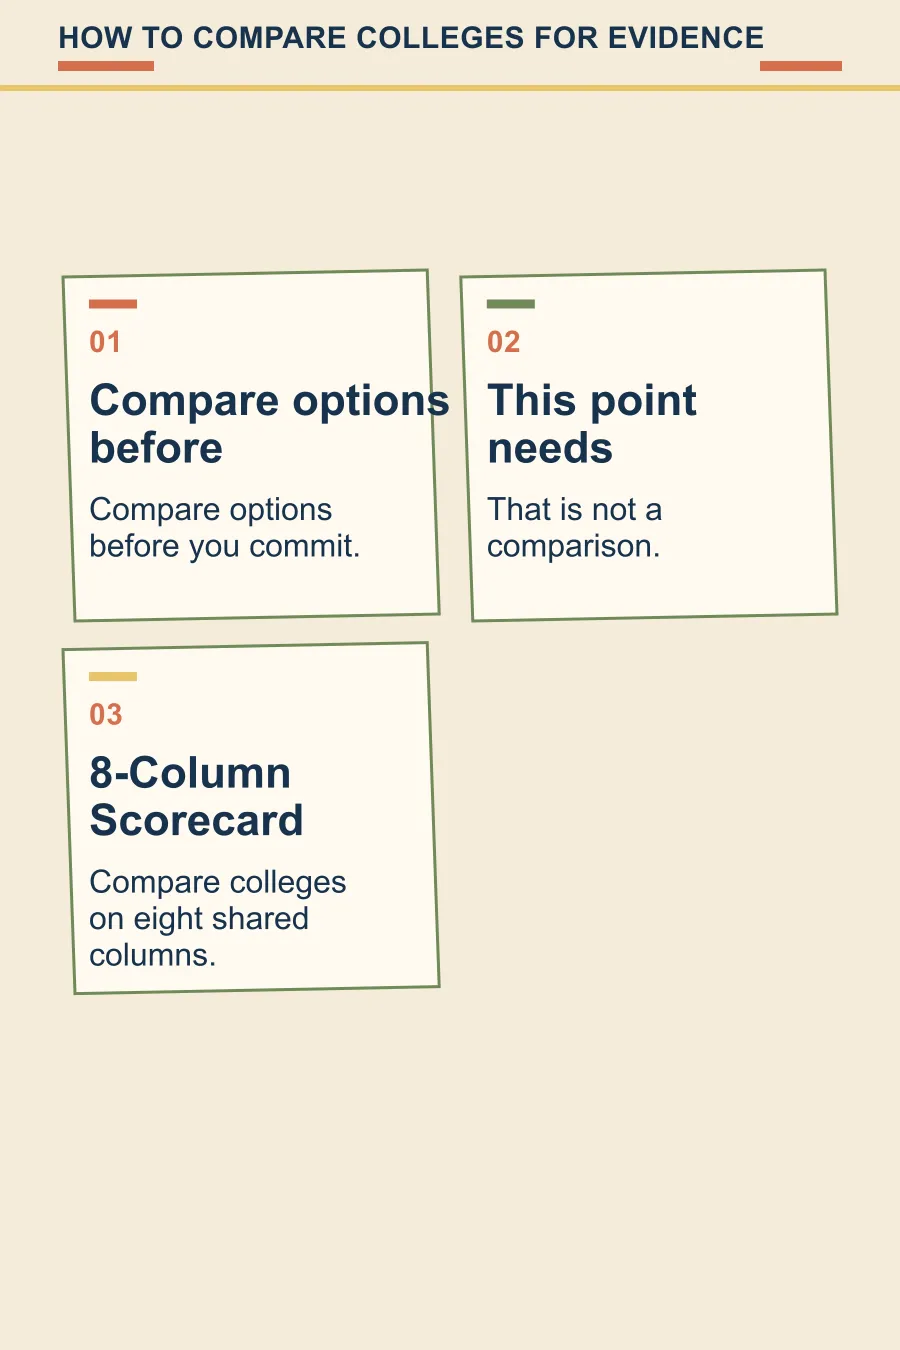 HOW TO COMPARE COLLEGES FOR EVIDENCE
01
Compare options
before
Compare options
before you commit.
02
This point
needs
That is not a
comparison.
03
8-Column
Scorecard
Compare colleges
on eight shared
columns.